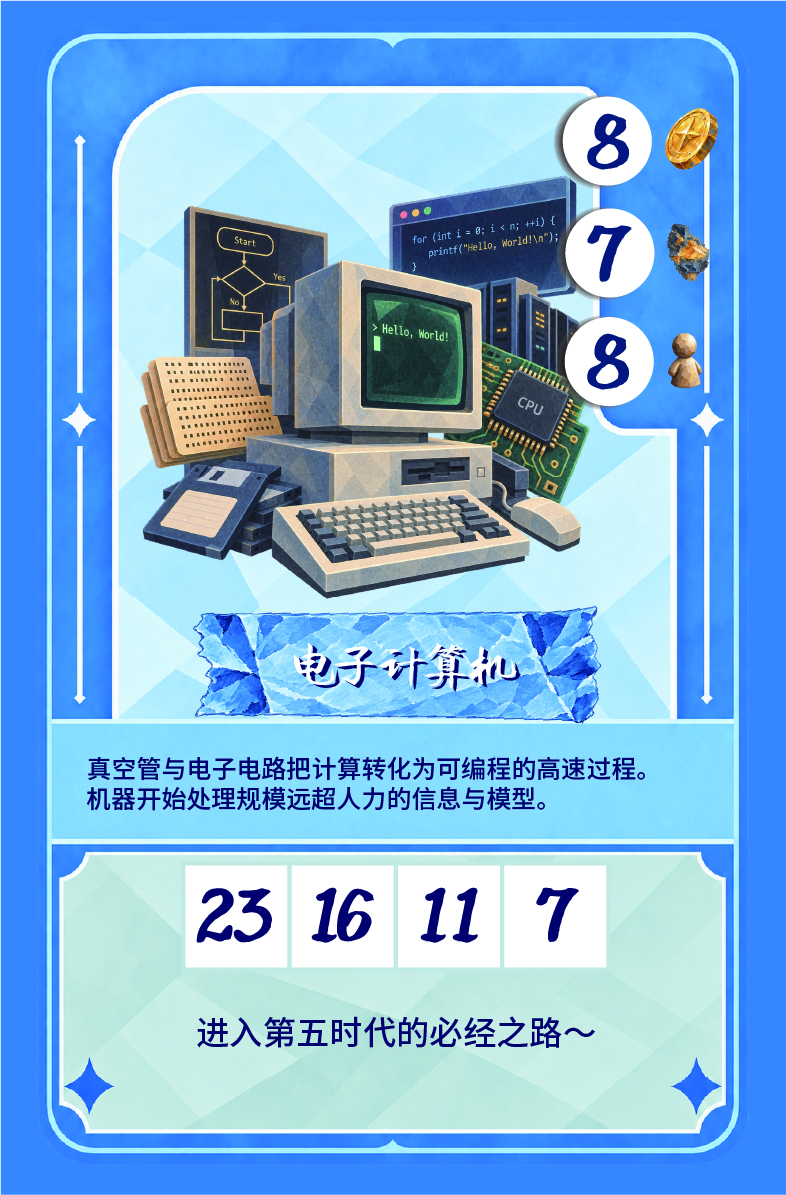 8
7
8
Start
Yes
No
for (int i = 0; i < n; ++i) {
printf("Hello, World!\n");
}
> Hello, World!
CPU
电子计算机
真空管与电子电路把计算转化为可编程的高速过程。
机器开始处理规模远超人力的信息与模型。
23 16 11 7
进入第五时代的必经之路～